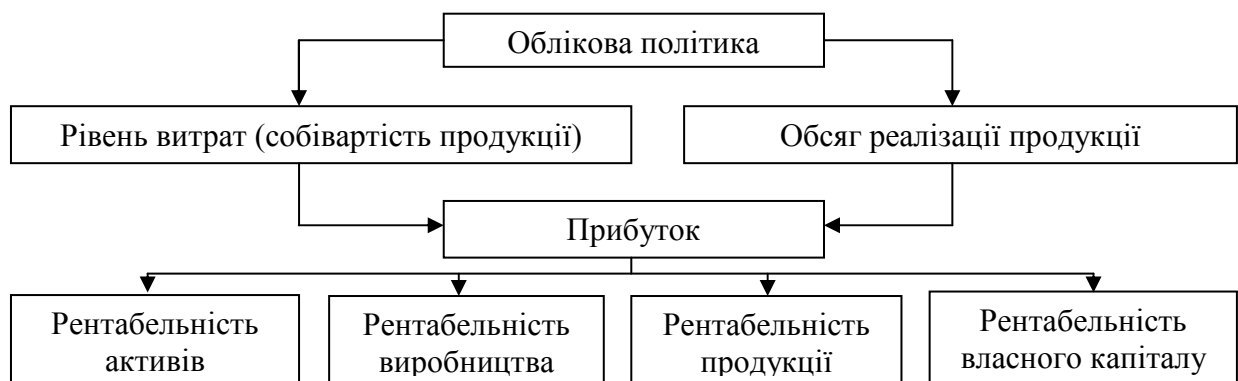 Облікова політика
Рівень витрат (собівартість продукції)
Обсяг реалізації продукції
Прибуток
Рентабельність
активів
Рентабельність
виробництва
Рентабельність
продукції
Рентабельність
власного капіталу